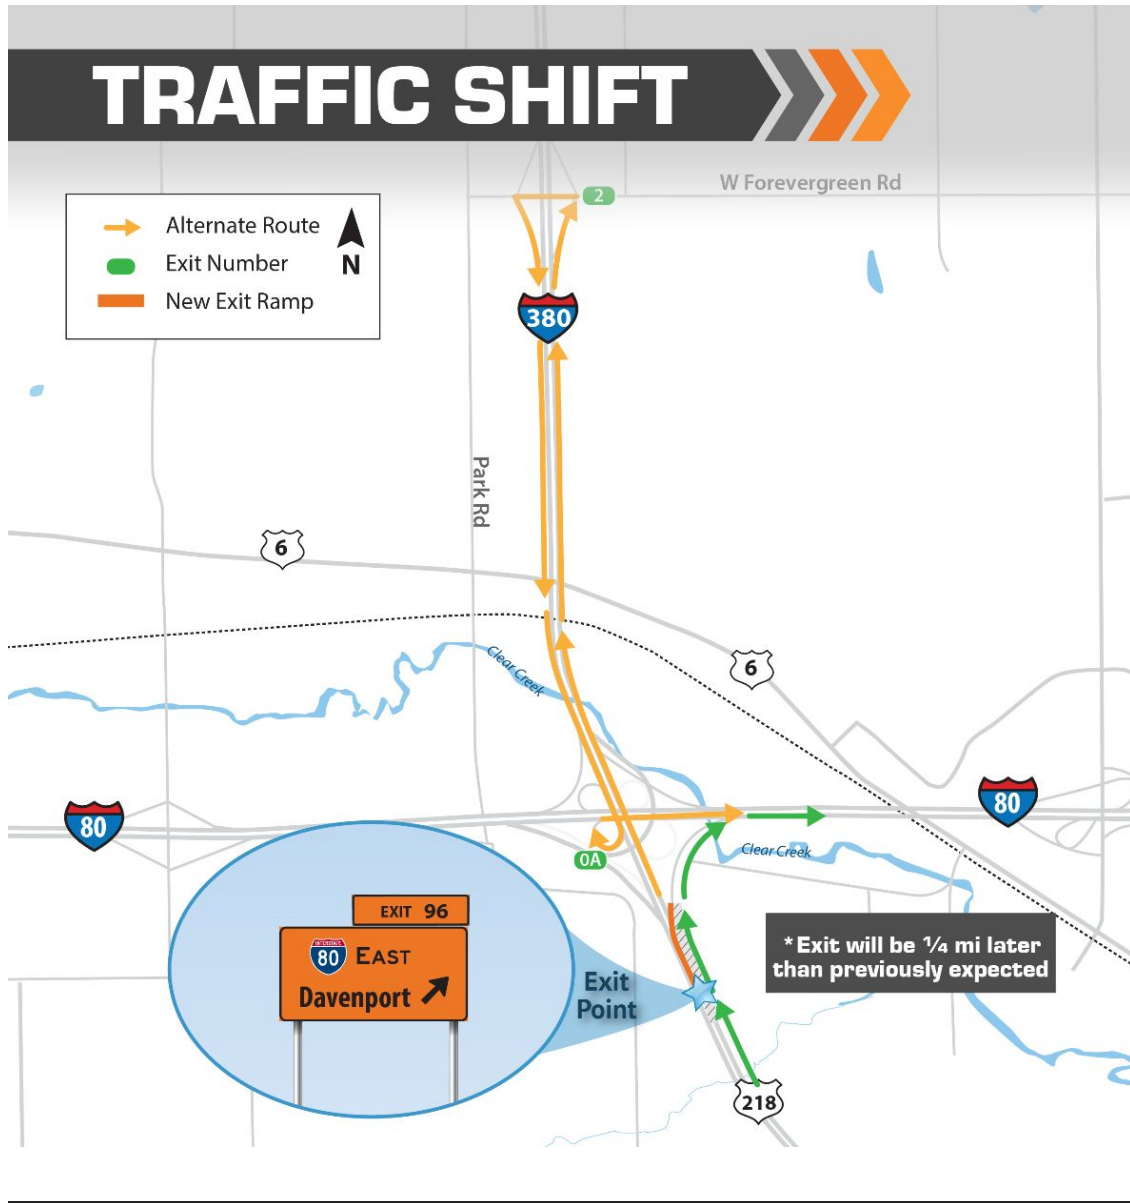 TRAFFIC SHIFT
W Forevergreen Rd
2
Alternate Route
Exit Number
New Exit Ramp
N
380
Park Rd
6
Clear Creek
6
80
80
0A
Clear Creek
EXIT 96
INTERSTATE
80 EAST
Davenport
Exit
Point
*Exit will be ¼ mi later
than previously expected
218